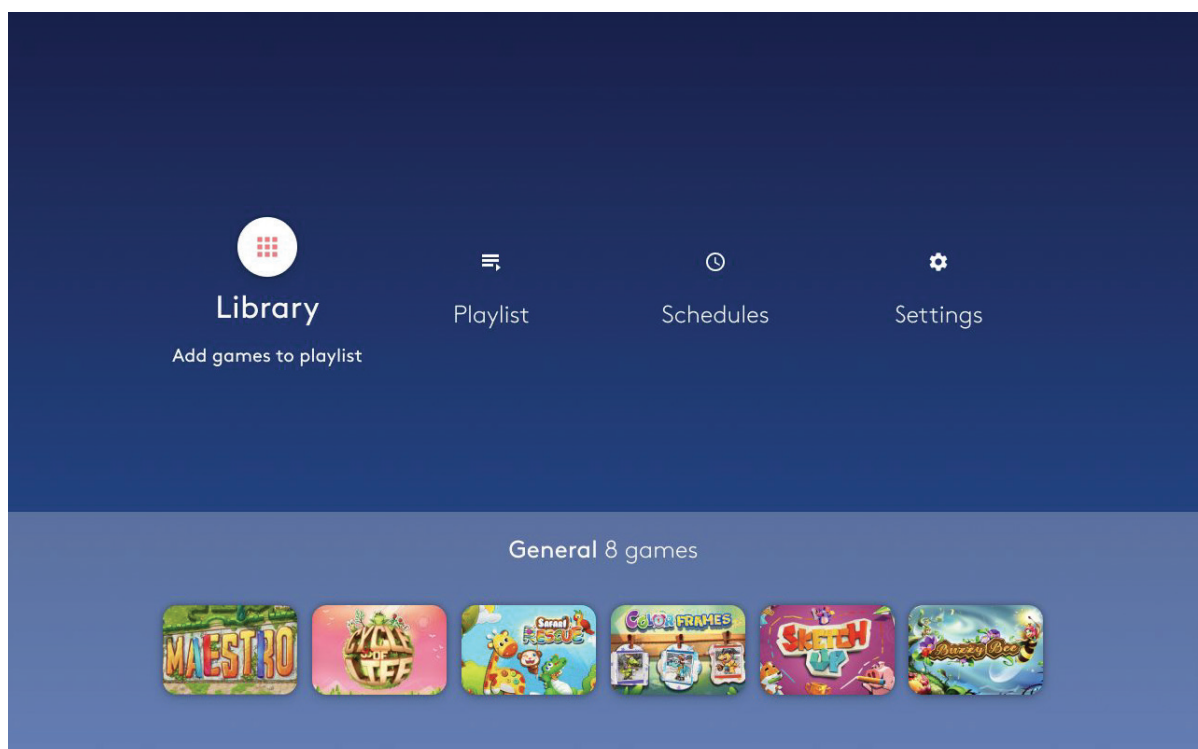 Library
Playlist
Schedules
Settings
Add games to playlist
General 8 games
MAESTRO
CYCLE OF LIFE
Safari RESCUE
COLOR FRAMES
SKETCH UP
Buzzy Bee